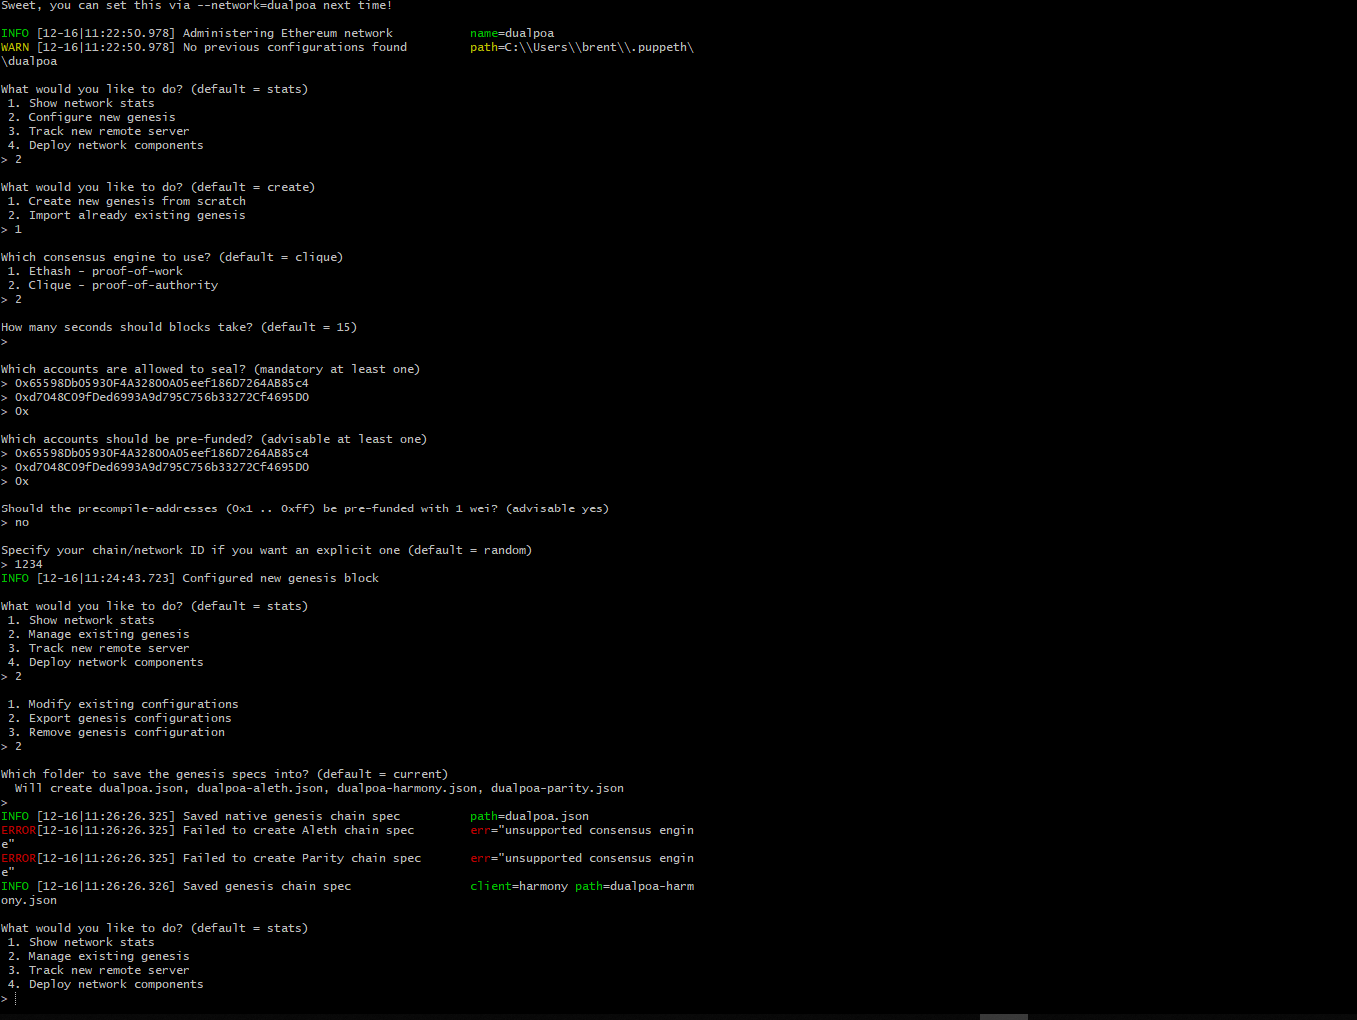 Sweet, you can set this via --network=dualpoa next time!
INFO [12-16|11:22:50.978] Administering Ethereum network name=dualpoa
WARN [12-16|11:22:50.978] No previous configurations found path=C:\\Users\\brent\\.puppeth\
\dualpoa
What would you like to do? (default = stats)
1. Show network stats
2. Configure new genesis
3. Track new remote server
4. Deploy network components
> 2
What would you like to do? (default = create)
1. Create new genesis from scratch
2. Import already existing genesis
> 1
Which consensus engine to use? (default = clique)
1. Ethash - proof-of-work
2. Clique - proof-of-authority
> 2
How many seconds should blocks take? (default = 15)
>
Which accounts are allowed to seal? (mandatory at least one)
> 0x65598Db05930F4A32800A05eef186D7264AB85c4
> 0xd7048C09fDed6993A9d795C756b33272Cf4695D0
> 0x
Which accounts should be pre-funded? (advisable at least one)
> 0x65598Db05930F4A32800A05eef186D7264AB85c4
> 0xd7048C09fDed6993A9d795C756b33272Cf4695D0
> 0x
Should the precompile-addresses (0x1 .. 0xff) be pre-funded with 1 wei? (advisable yes)
> no
Specify your chain/network ID if you want an explicit one (default = random)
> 1234
INFO [12-16|11:24:43.723] Configured new genesis block
What would you like to do? (default = stats)
1. Show network stats
2. Manage existing genesis
3. Track new remote server
4. Deploy network components
> 2
1. Modify existing configurations
2. Export genesis configurations
3. Remove genesis configuration
> 2
Which folder to save the genesis specs into? (default = current)
Will create dualpoa.json, dualpoa-aleth.json, dualpoa-harmony.json, dualpoa-parity.json
>
INFO [12-16|11:26:26.325] Saved native genesis chain spec path=dualpoa.json
ERROR[12-16|11:26:26.325] Failed to create Aleth chain spec err="unsupported consensus engin
e"
ERROR[12-16|11:26:26.325] Failed to create Parity chain spec err="unsupported consensus engin
e"
INFO [12-16|11:26:26.326] Saved genesis chain spec client=harmony path=dualpoa-harm
ony.json
What would you like to do? (default = stats)
1. Show network stats
2. Manage existing genesis
3. Track new remote server
4. Deploy network components
>